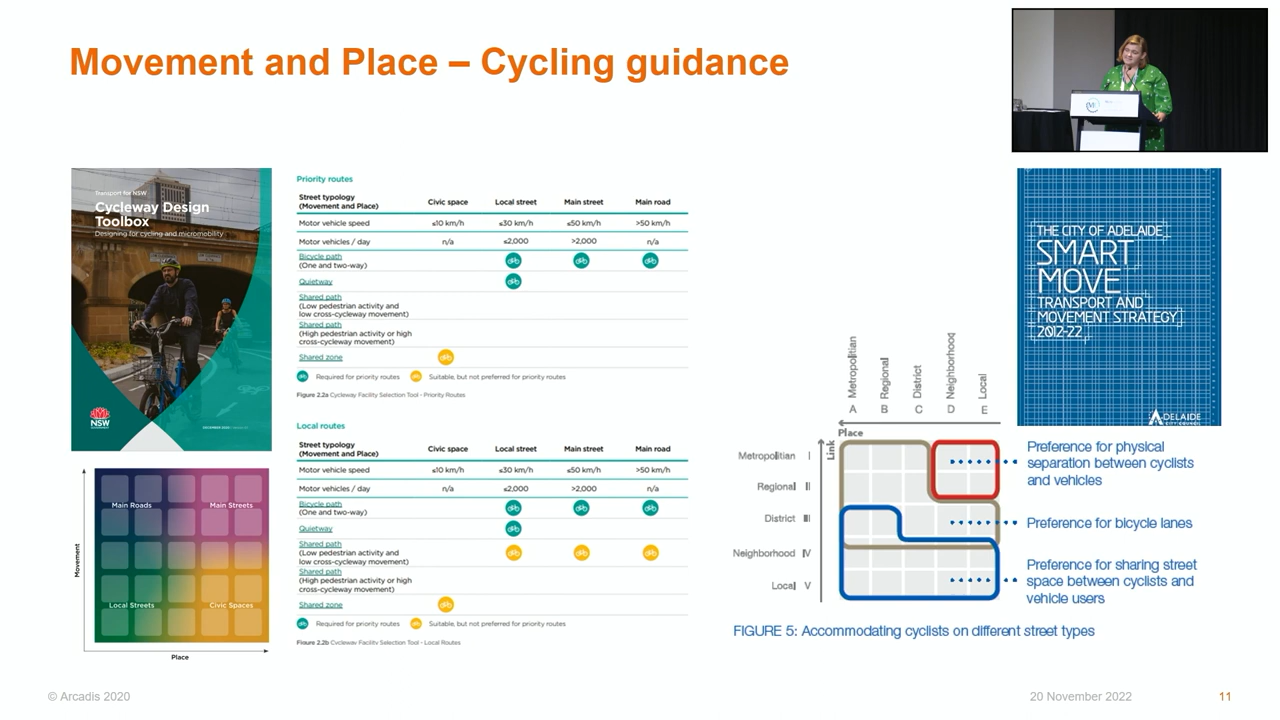 Movement and Place – Cycling guidance
Transport for NSW
Cycleway Design
Toolbox
Designing for cycling and micromobility
NSW
GOVERNMENT
Movement
Main Roads
Main Streets
Local Streets
Civic Spaces
Place
Priority routes
Street typology
(Movement and Place)
Civic space
Local street
Main street
Main road
Motor vehicle speed
≤10 km/h
≤30 km/h
≤50 km/h
>50 km/h
Motor vehicles / day
n/a
≤2,000
>2,000
n/a
Bicycle path
(One and two-way)
Quietway
Shared path
(Low pedestrian activity and
low cross-cycleway movement)
Shared path
(High pedestrian activity or high
cross-cycleway movement)
Shared zone
Required for priority routes
Suitable, but not preferred for priority routes
Figure 2.2a Cycleway Facility Selection Tool - Priority Routes
Local routes
Street typology
(Movement and Place)
Civic space
Local street
Main street
Main road
Motor vehicle speed
≤10 km/h
≤30 km/h
≤50 km/h
>50 km/h
Motor vehicles / day
n/a
≤2,000
>2,000
n/a
Bicycle path
(One and two-way)
Quietway
Shared path
(Low pedestrian activity and
low cross-cycleway movement)
Shared path
(High pedestrian activity or high
cross-cycleway movement)
Shared zone
Required for priority routes
Suitable, but not preferred for priority routes
Figure 2.2b Cycleway Facility Selection Tool - Local Routes
Metropolitan
Regional
District
Neighborhood
Local
A
B
C
D
E
Place
Link
Metropolitan I
Regional II
District III
Neighborhood IV
Local V
THE CITY OF ADELAIDE
SMART
MOVE
TRANSPORT AND
MOVEMENT STRATEGY
2012-22
ADELAIDE
CITY COUNCIL
Preference for physical
separation between cyclists
and vehicles
Preference for bicycle lanes
Preference for sharing street
space between cyclists and
vehicle users
FIGURE 5: Accommodating cyclists on different street types
© Arcadis 2020
20 November 2022
11